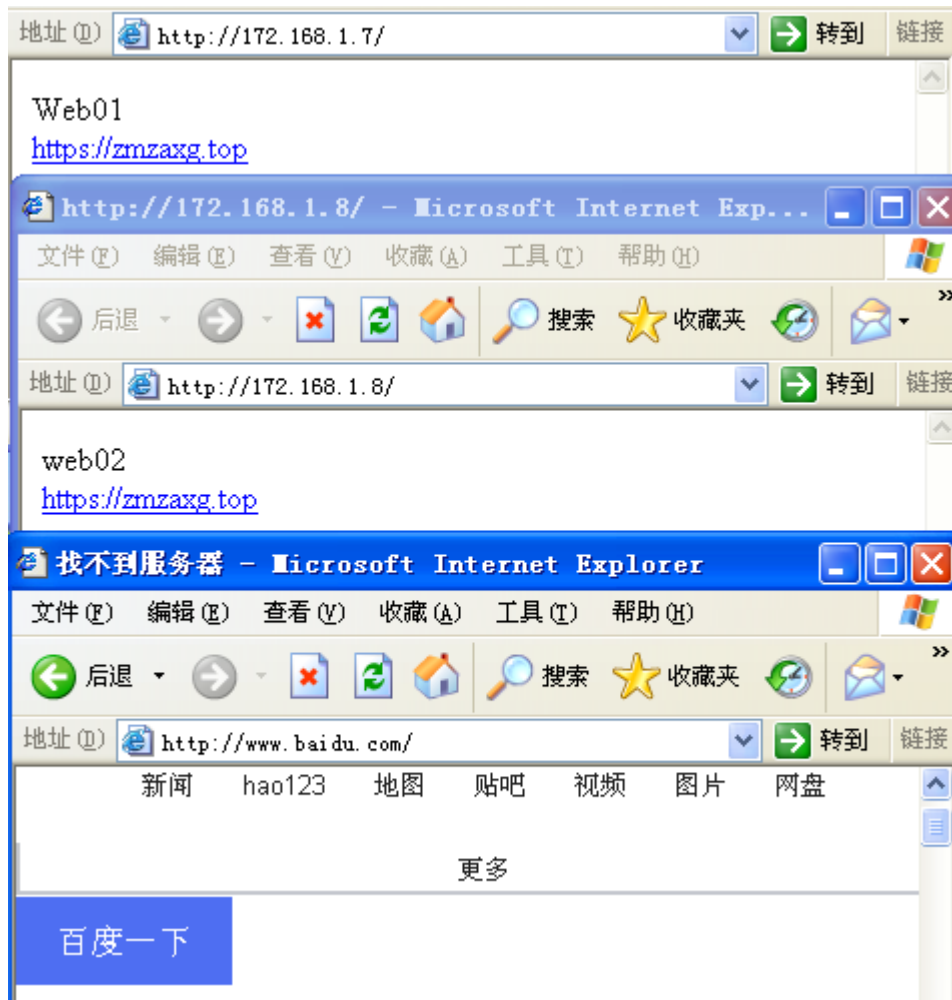 地址(D) http://172.168.1.7/ 转到 链接
Web01
https://zmzaxg.top
http://172.168.1.8/ - Microsoft Internet Exp...
文件(F) 编辑(E) 查看(V) 收藏(A) 工具(T) 帮助(H)
后退 搜索 收藏夹 »
地址(D) http://172.168.1.8/ 转到 链接
web02
https://zmzaxg.top
找不到服务器 - Microsoft Internet Explorer
文件(F) 编辑(E) 查看(V) 收藏(A) 工具(T) 帮助(H)
后退 搜索 收藏夹 »
地址(D) http://www.baidu.com/ 转到 链接
新闻 hao123 地图 贴吧 视频 图片 网盘
更多
百度一下